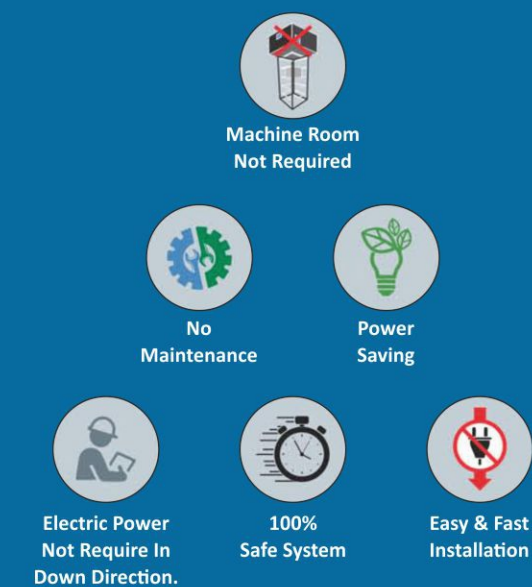 Machine Room
Not Required
No
Maintenance
Power
Saving
Electric Power
Not Require In
Down Direction.
100%
Safe System
Easy & Fast
Installation